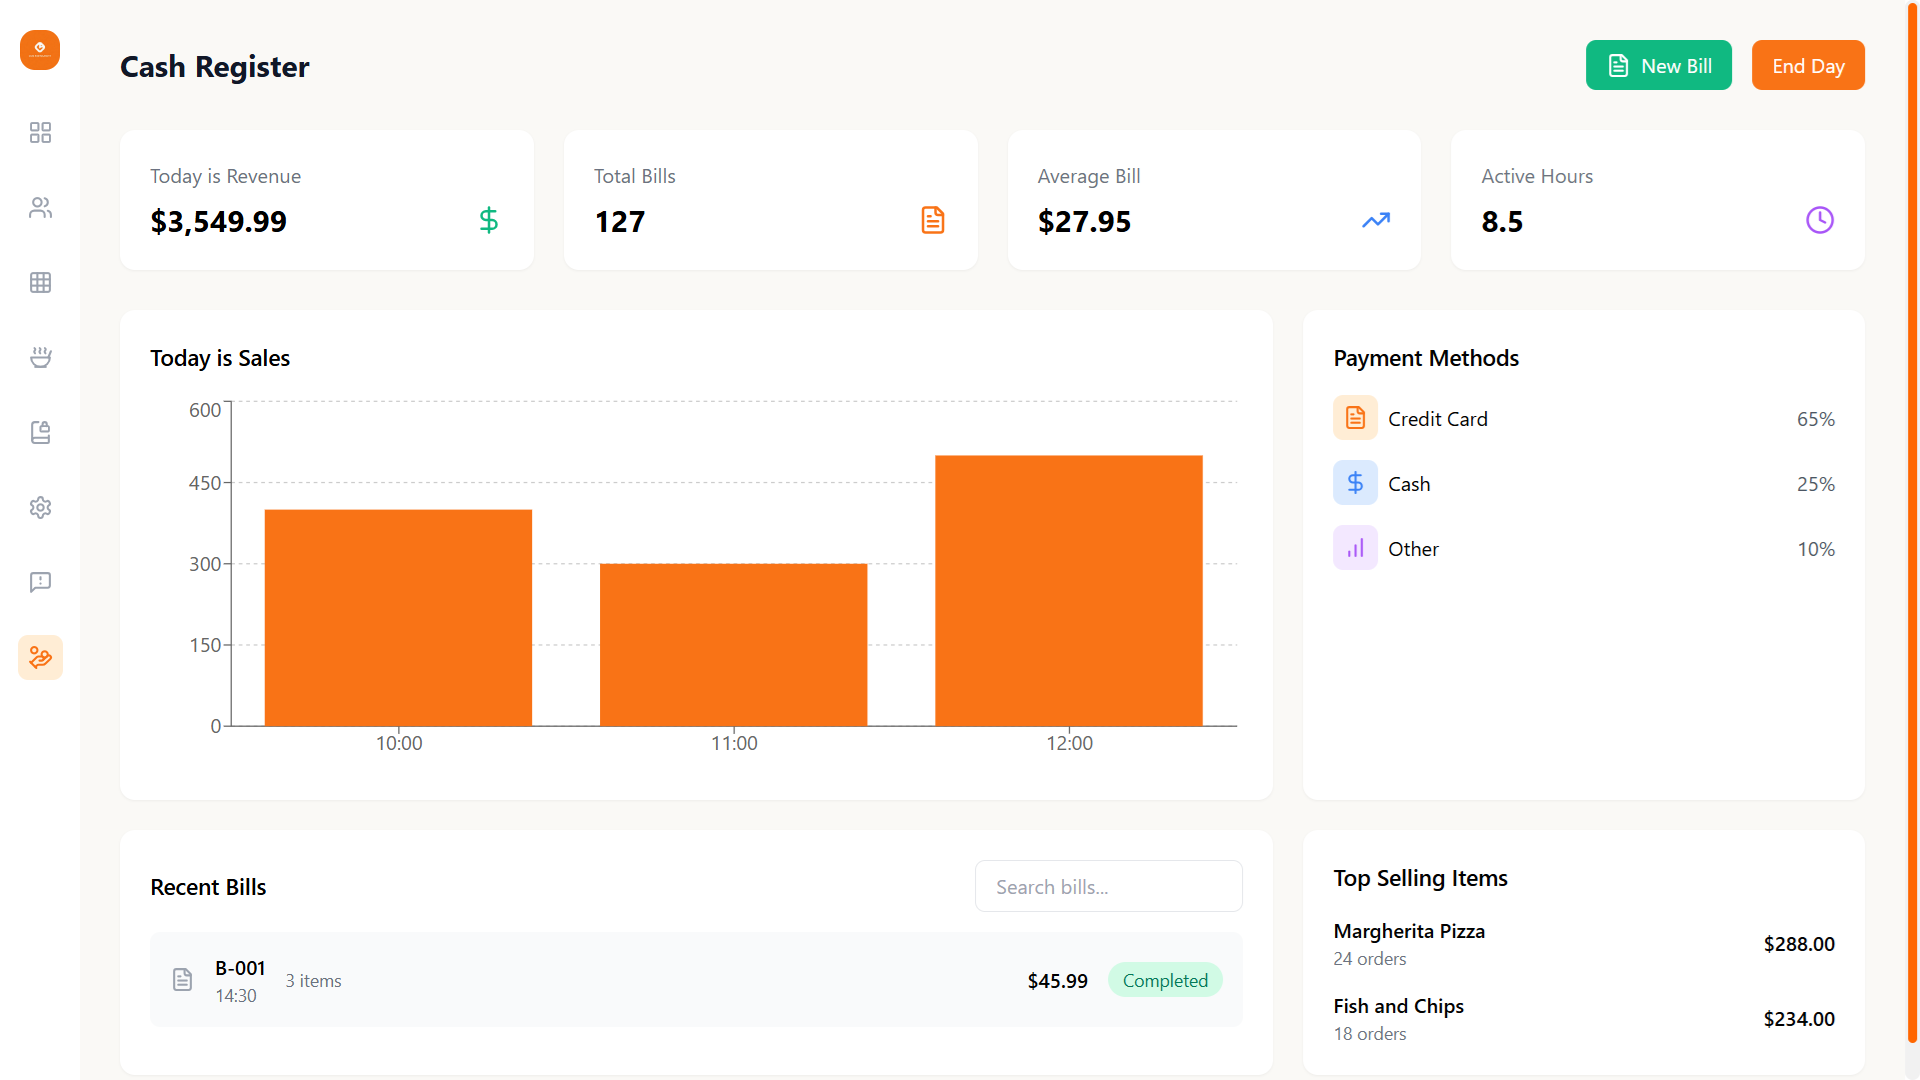 Cash Register
New Bill
End Day
Today is Revenue
$3,549.99
Total Bills
127
Average Bill
$27.95
Active Hours
8.5
Today is Sales
600
450
300
150
0
10:00
11:00
12:00
Payment Methods
Credit Card
65%
Cash
25%
Other
10%
Recent Bills
Search bills...
B-001
14:30
3 items
$45.99
Completed
Top Selling Items
Margherita Pizza
24 orders
$288.00
Fish and Chips
18 orders
$234.00